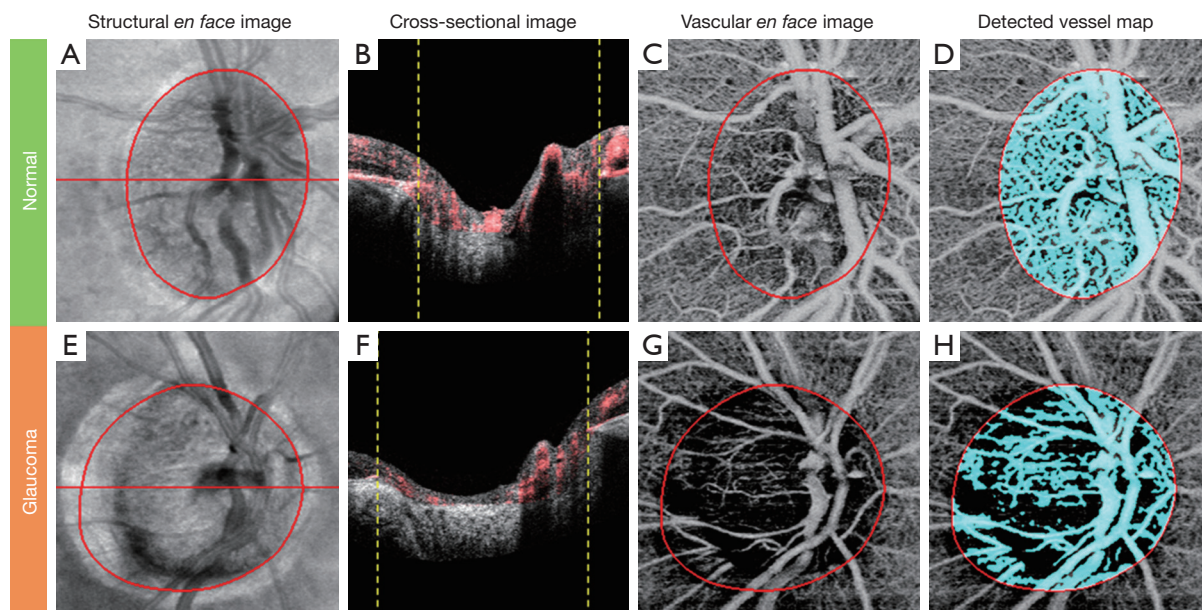 Structural en face image
Cross-sectional image
Vascular en face image
Detected vessel map
Normal
A
B
C
D
Glaucoma
E
F
G
H